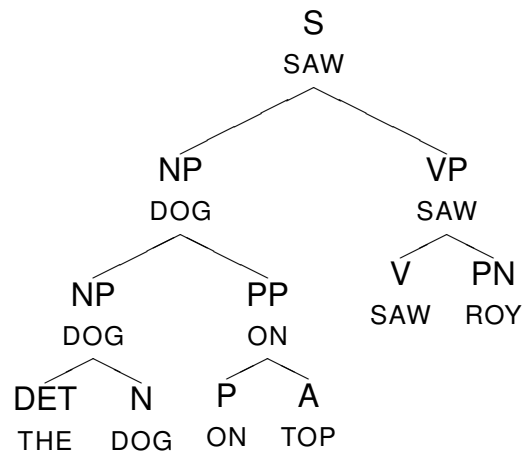 S
SAW
NP VP
DOG SAW
NP PP V PN
DOG ON SAW ROY
DET N P A
THE DOG ON TOP